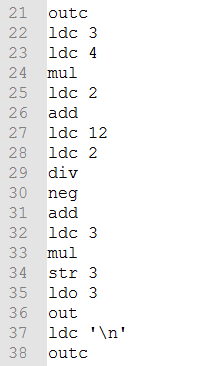 21 outc
22 ldc 3
23 ldc 4
24 mul
25 ldc 2
26 add
27 ldc 12
28 ldc 2
29 div
30 neg
31 add
32 ldc 3
33 mul
34 str 3
35 ldo 3
36 out
37 ldc '\n'
38 outc